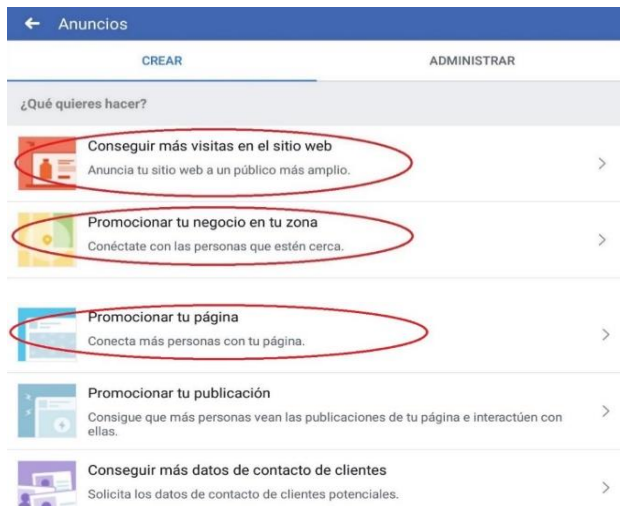 Anuncios
CREAR
ADMINISTRAR
¿Qué quieres hacer?
Conseguir más visitas en el sitio web
Anuncia tu sitio web a un público más amplio.
Promocionar tu negocio en tu zona
Conéctate con las personas que estén cerca.
Promocionar tu página
Conecta más personas con tu página.
Promocionar tu publicación
Consigue que más personas vean las publicaciones de tu página e interactúen con
ellas.
Conseguir más datos de contacto de clientes
Solicita los datos de contacto de clientes potenciales.